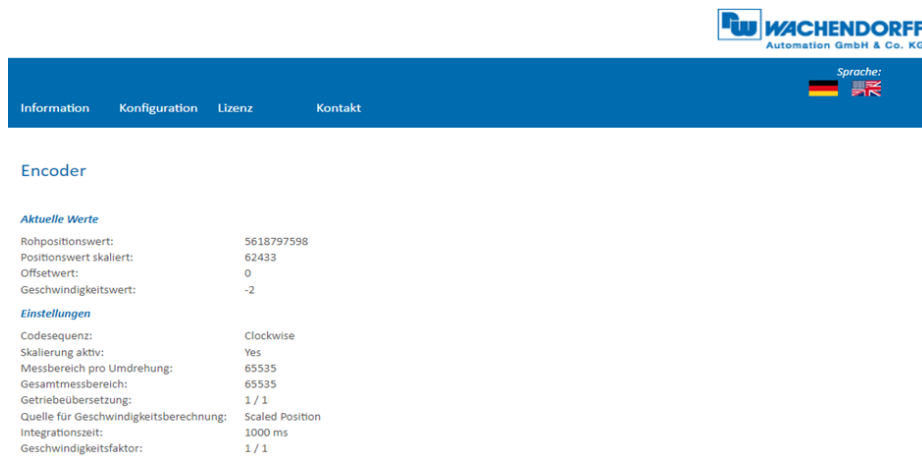 WACHENDORFF
Automation GmbH & Co. KG
Sprache:
Information Konfiguration Lizenz Kontakt
Encoder
Aktuelle Werte
Rohpositionswert: 5618797598
Positionswert skaliert: 62433
Offsetwert: 0
Geschwindigkeitswert: -2
Einstellungen
Codesequenz: Clockwise
Skalierung aktiv: Yes
Messbereich pro Umdrehung: 65535
Gesamtmessbereich: 65535
Getriebeübersetzung: 1 / 1
Quelle für Geschwindigkeitsberechnung: Scaled Position
Integrationszeit: 1000 ms
Geschwindigkeitsfaktor: 1 / 1